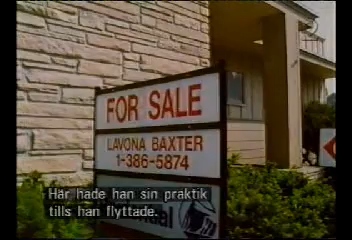 FOR SALE
LAVONA BAXTER
1-386-5874
Här hade han sin praktik
tills han flyttade.